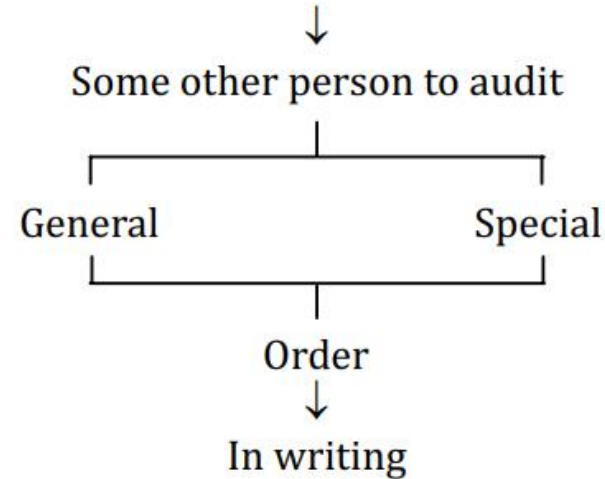 Some other person to audit
General Special
Order
In writing